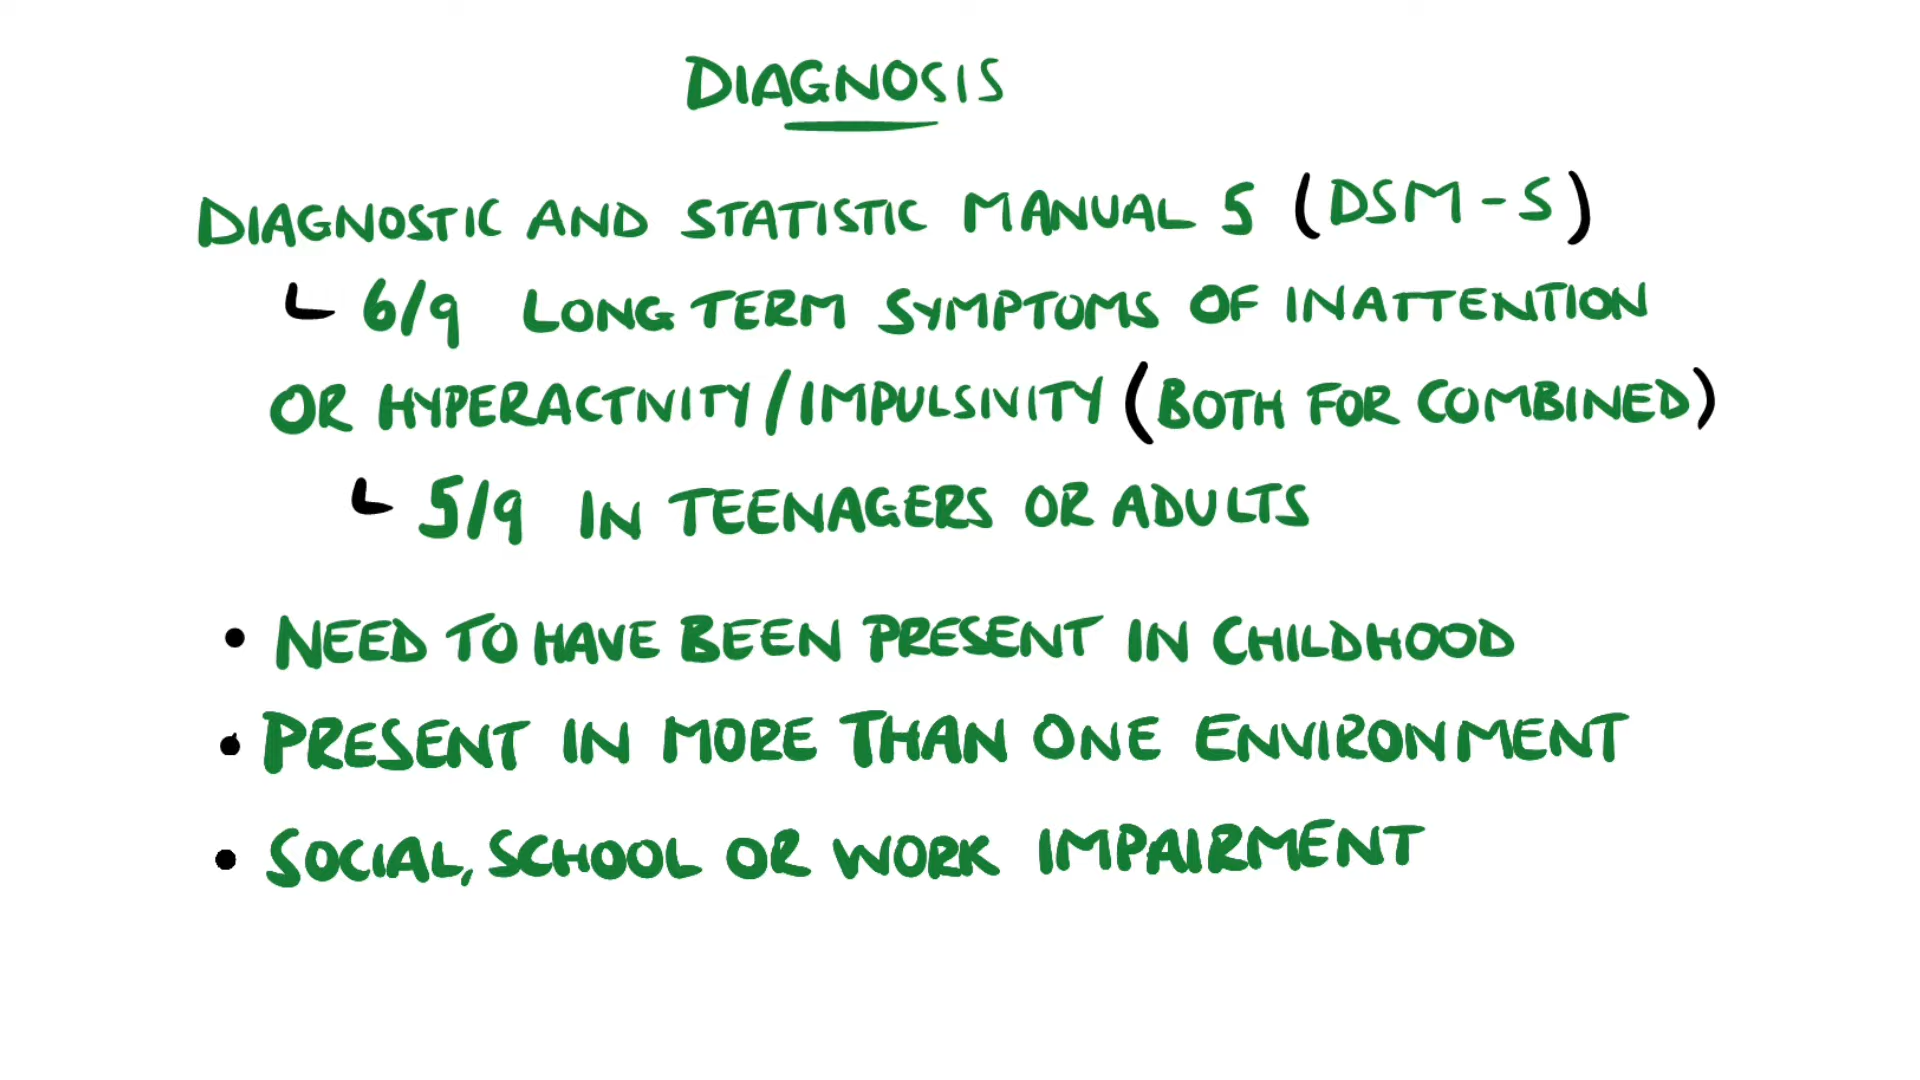 DIAGNOSIS
DIAGNOSTIC AND STATISTIC MANUAL 5 (DSM-5)
6/9 LONG TERM SYMPTOMS OF INATTENTION
OR HYPERACTIVITY/IMPULSIVITY (BOTH FOR COMBINED)
5/9 IN TEENAGERS OR ADULTS
• NEED TO HAVE BEEN PRESENT IN CHILDHOOD
• PRESENT IN MORE THAN ONE ENVIRONMENT
• SOCIAL, SCHOOL OR WORK IMPAIRMENT